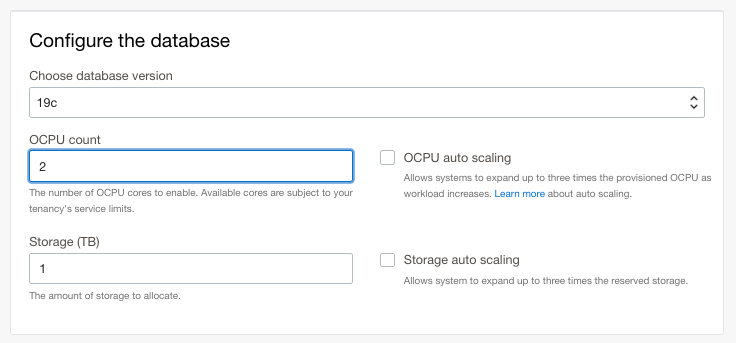 Configure the database
Choose database version
19c
OCPU count
2
The number of OCPU cores to enable. Available cores are subject to your
tenancy's service limits.
OCPU auto scaling
Allows systems to expand up to three times the provisioned OCPU as
workload increases. Learn more about auto scaling.
Storage (TB)
1
The amount of storage to allocate.
Storage auto scaling
Allows system to expand up to three times the reserved storage.